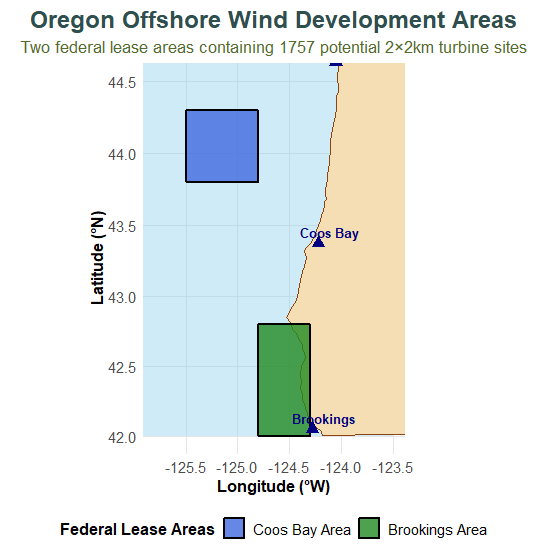 Oregon Offshore Wind Development Areas
Two federal lease areas containing 1757 potential 2×2km turbine sites
44.5
44.0
43.5
43.0
42.5
42.0
Latitude (°N)
Coos Bay
Brookings
-125.5 -125.0 -124.5 -124.0 -123.5
Longitude (°W)
Federal Lease Areas Coos Bay Area Brookings Area